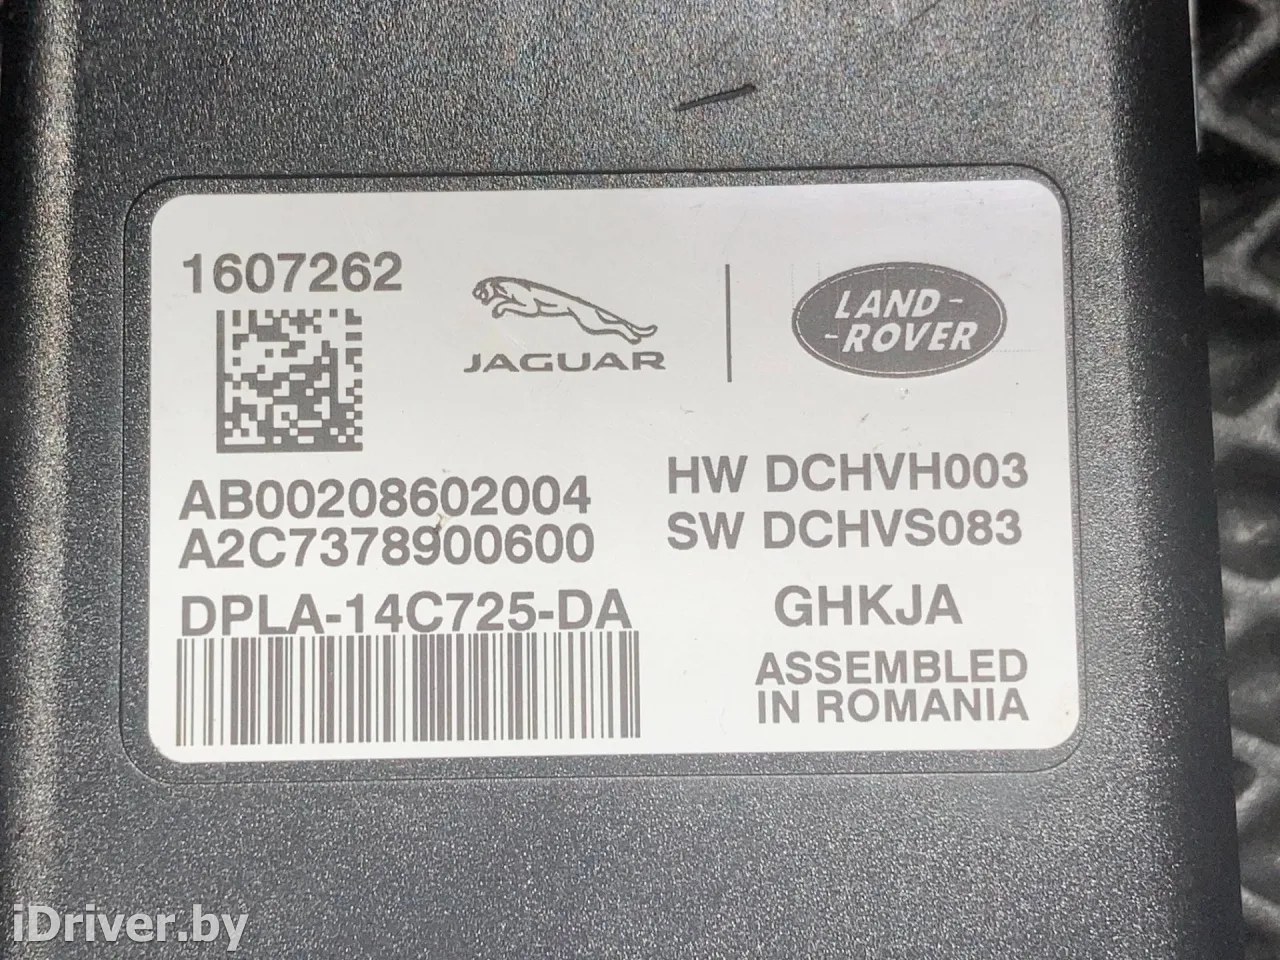 1607262
JAGUAR
LAND-
-ROVER
AB00208602004
A2C7378900600
DPLA-14C725-DA
HW DCHVH003
SW DCHVS083
GHKJA
ASSEMBLED
IN ROMANIA
iDriver.by